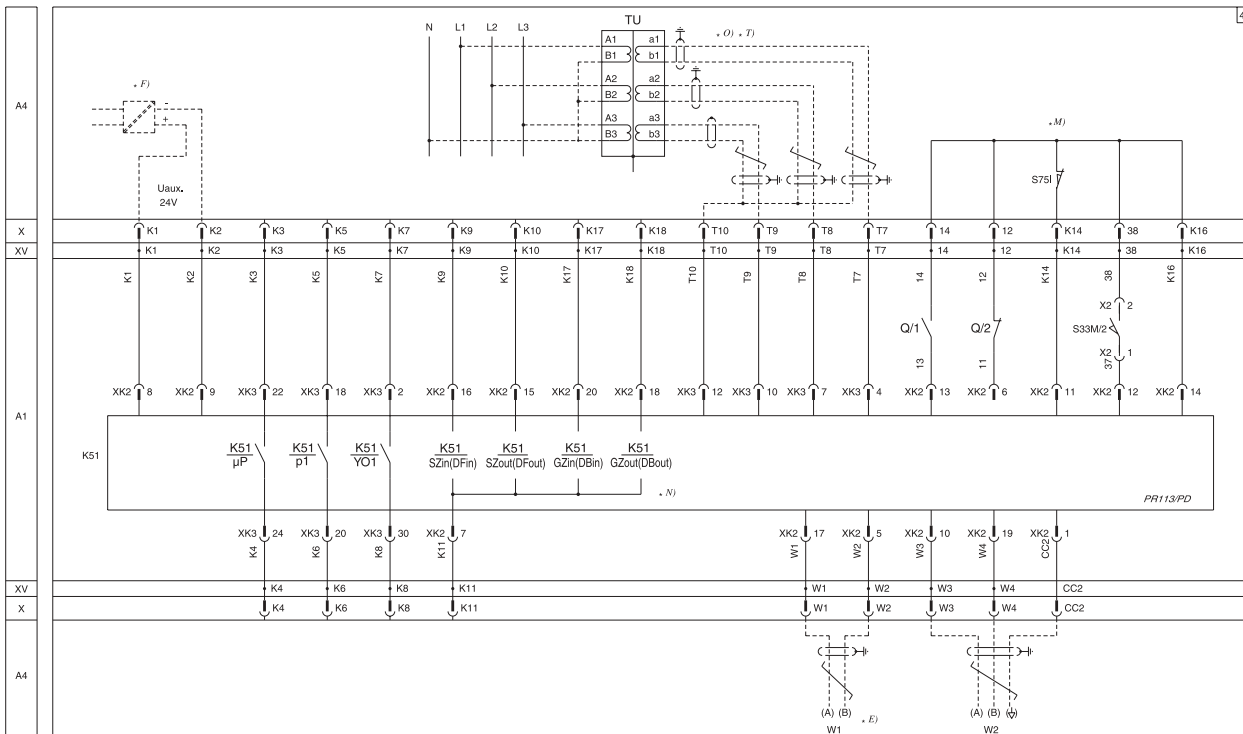 4
N L1 L2 L3 TU
A1 a1 * O) * T)
B1 b1
* F)
A2 a2
- B2 b2
A4
+ A3 a3 * M)
B3 b3
S75I
Uaux.
24V
X K1 K2 K3 K5 K7 K9 K10 K17 K18 T10 T9 T8 T7 14 12 K14 38 K16
XV K1 K2 K3 K5 K7 K9 K10 K17 K18 T10 T9 T8 T7 14 12 K14 38 K16
K1 K2 K3 K5 K7 K9 K10 K17 K18 T10 T9 T8 T7 14 12 K14 38 K16
X2 2
Q/1 Q/2 S33M/2
X2 1
13 11 37
XK2 8 XK2 9 XK3 22 XK3 18 XK3 2 XK2 16 XK2 15 XK2 20 XK2 18 XK3 12 XK3 10 XK3 7 XK3 4 XK2 13 XK2 6 XK2 11 XK2 12 XK2 14
A1
K51 K51 K51 K51 K51 K51 K51 K51
µP p1 YO1 SZin(DFin) SZout(DFout) GZin(DBin) GZout(DBout)
* N) PR113/PD
XK3 24 XK3 20 XK3 30 XK2 7 XK2 17 XK2 5 XK2 10 XK2 19 XK2 1
K4 K6 K8 K11 W1 W2 W3 W4 CC2
XV K4 K6 K8 K11 W1 W2 W3 W4 CC2
X K4 K6 K8 K11 W1 W2 W3 W4 CC2
A4
(A) (B) * E) (A) (B)
W1 W2